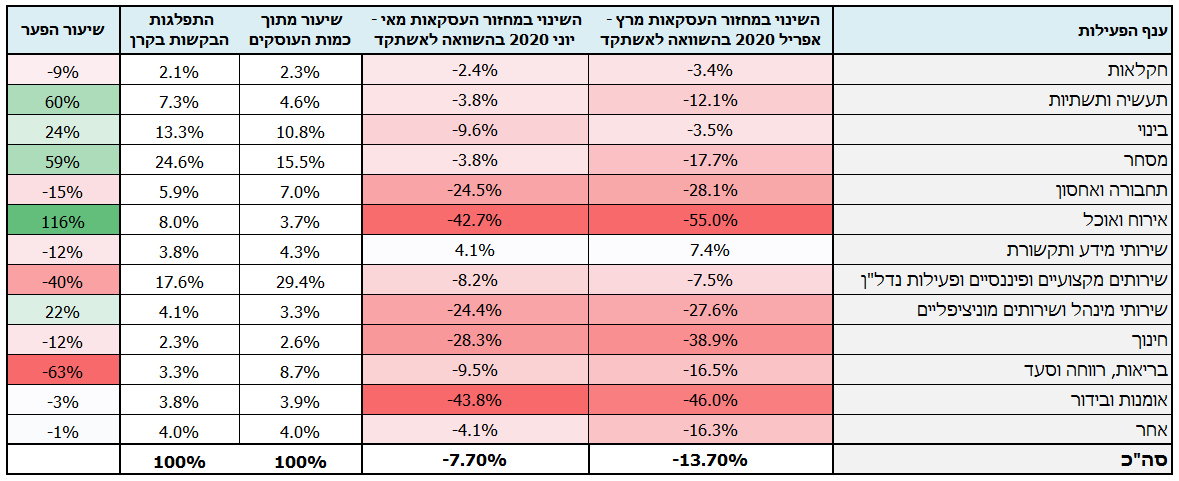 ענף הפעילות | השינוי במחזור העסקאות מרץ - אפריל 2020 בהשוואה לאשתקד | השינוי במחזור העסקאות מאי - יוני 2020 בהשוואה לאשתקד | שיעור מתוך כמות העוסקים | התפלגות הבקשות בקרן | שיעור הפער
חקלאות | -3.4% | -2.4% | 2.3% | 2.1% | -9%
תעשיה ותשתיות | -12.1% | -3.8% | 4.6% | 7.3% | 60%
בינוי | -3.5% | -9.6% | 10.8% | 13.3% | 24%
מסחר | -17.7% | -3.8% | 15.5% | 24.6% | 59%
תחבורה ואחסון | -28.1% | -24.5% | 7.0% | 5.9% | -15%
אירוח ואוכל | -55.0% | -42.7% | 3.7% | 8.0% | 116%
שירותי מידע ותקשורת | 7.4% | 4.1% | 4.3% | 3.8% | -12%
שירותים מקצועיים ופיננסיים ופעילות נדל"ן | -7.5% | -8.2% | 29.4% | 17.6% | -40%
שירותי מינהל ושירותים מוניציפליים | -27.6% | -24.4% | 3.3% | 4.1% | 22%
חינוך | -38.9% | -28.3% | 2.6% | 2.3% | -12%
בריאות, רווחה וסעד | -16.5% | -9.5% | 8.7% | 3.3% | -63%
אומנות ובידור | -46.0% | -43.8% | 3.9% | 3.8% | -3%
אחר | -16.3% | -4.1% | 4.0% | 4.0% | -1%
סה"כ | -13.70% | -7.70% | 100% | 100%